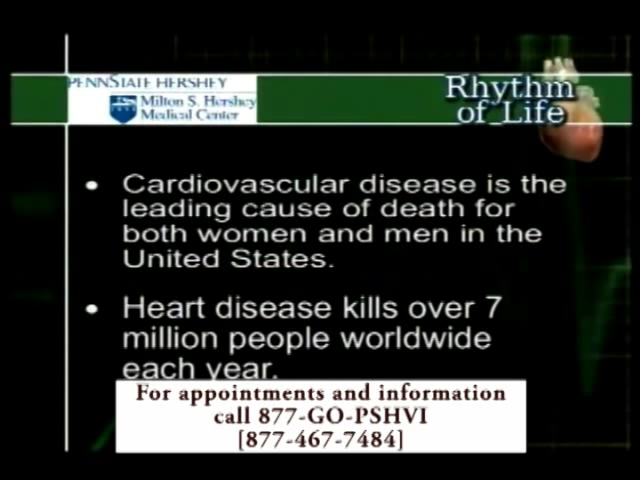 PENNSTATE HERSHEY
Milton S. Hershey
Medical Center
Rhythm
of Life
• Cardiovascular disease is the
leading cause of death for
both women and men in the
United States.
• Heart disease kills over 7
million people worldwide
each year.
For appointments and information
call 877-GO-PSHVI
[877-467-7484]